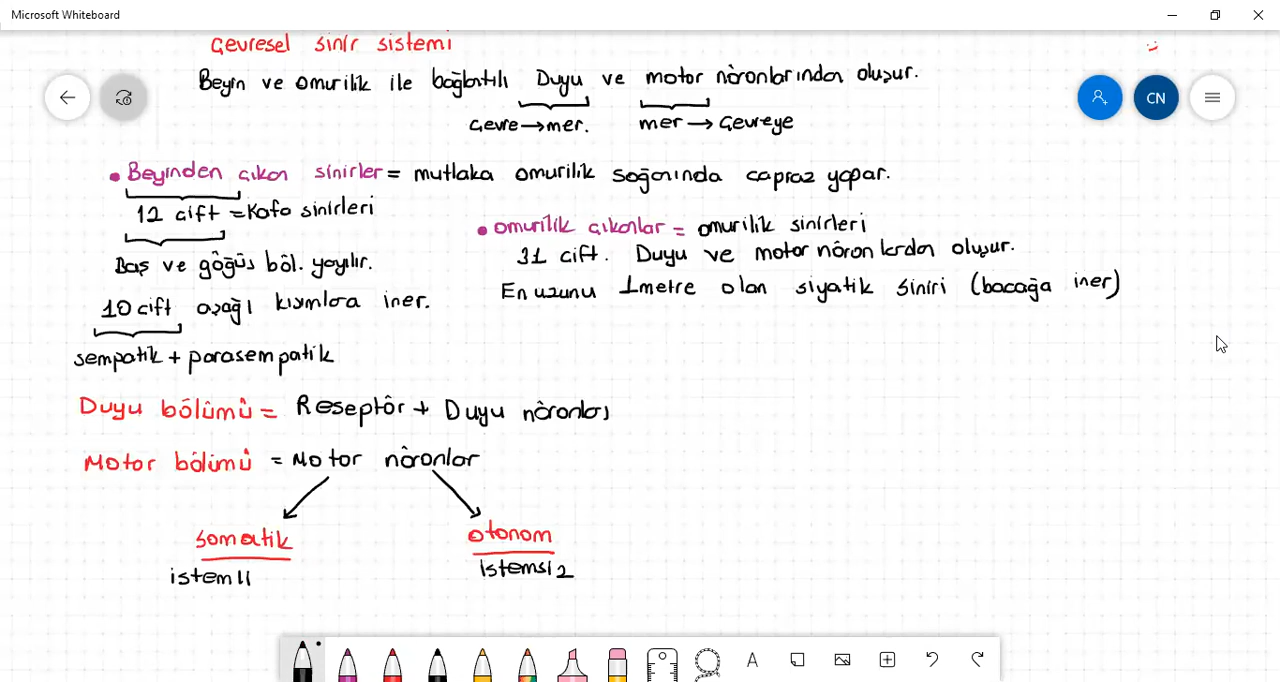 Microsoft Whiteboard
Çevresel sinir sistemi
Beyin ve omurilik ile bağlantılı Duyu ve motor nöronlarından oluşur.
Çevre → mer.
mer → Çevreye
CN
• Beyinden çıkan sinirler = mutlaka omurilik soğanında çapraz yapar.
12 çift = Kafa sinirleri
Baş ve göğüs böl. yayılır.
10 çift aşağı kısımlara iner.
sempatik + parasempatik
• Omurilik çıkanlar = omurilik sinirleri
31 çift. Duyu ve motor nöronlardan oluşur.
En uzunu 1 metre olan siyatik siniri (bacağa iner)
Duyu bölümü = Reseptör + Duyu nöronları
Motor bölümü = Motor nöronlar
Somatik
istemli
Otonom
istemsiz
A